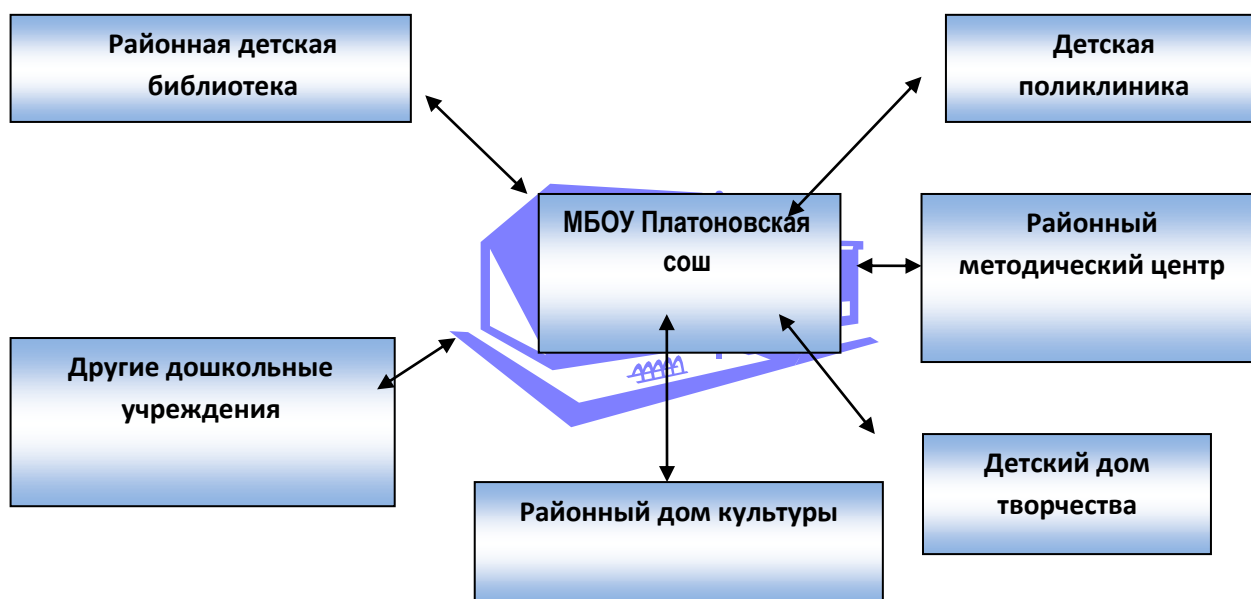 Районная детская
библиотека
Детская
поликлиника
МБОУ Платоновская
сош
Районный
методический центр
Другие дошкольные
учреждения
Детский дом
творчества
Районный дом культуры